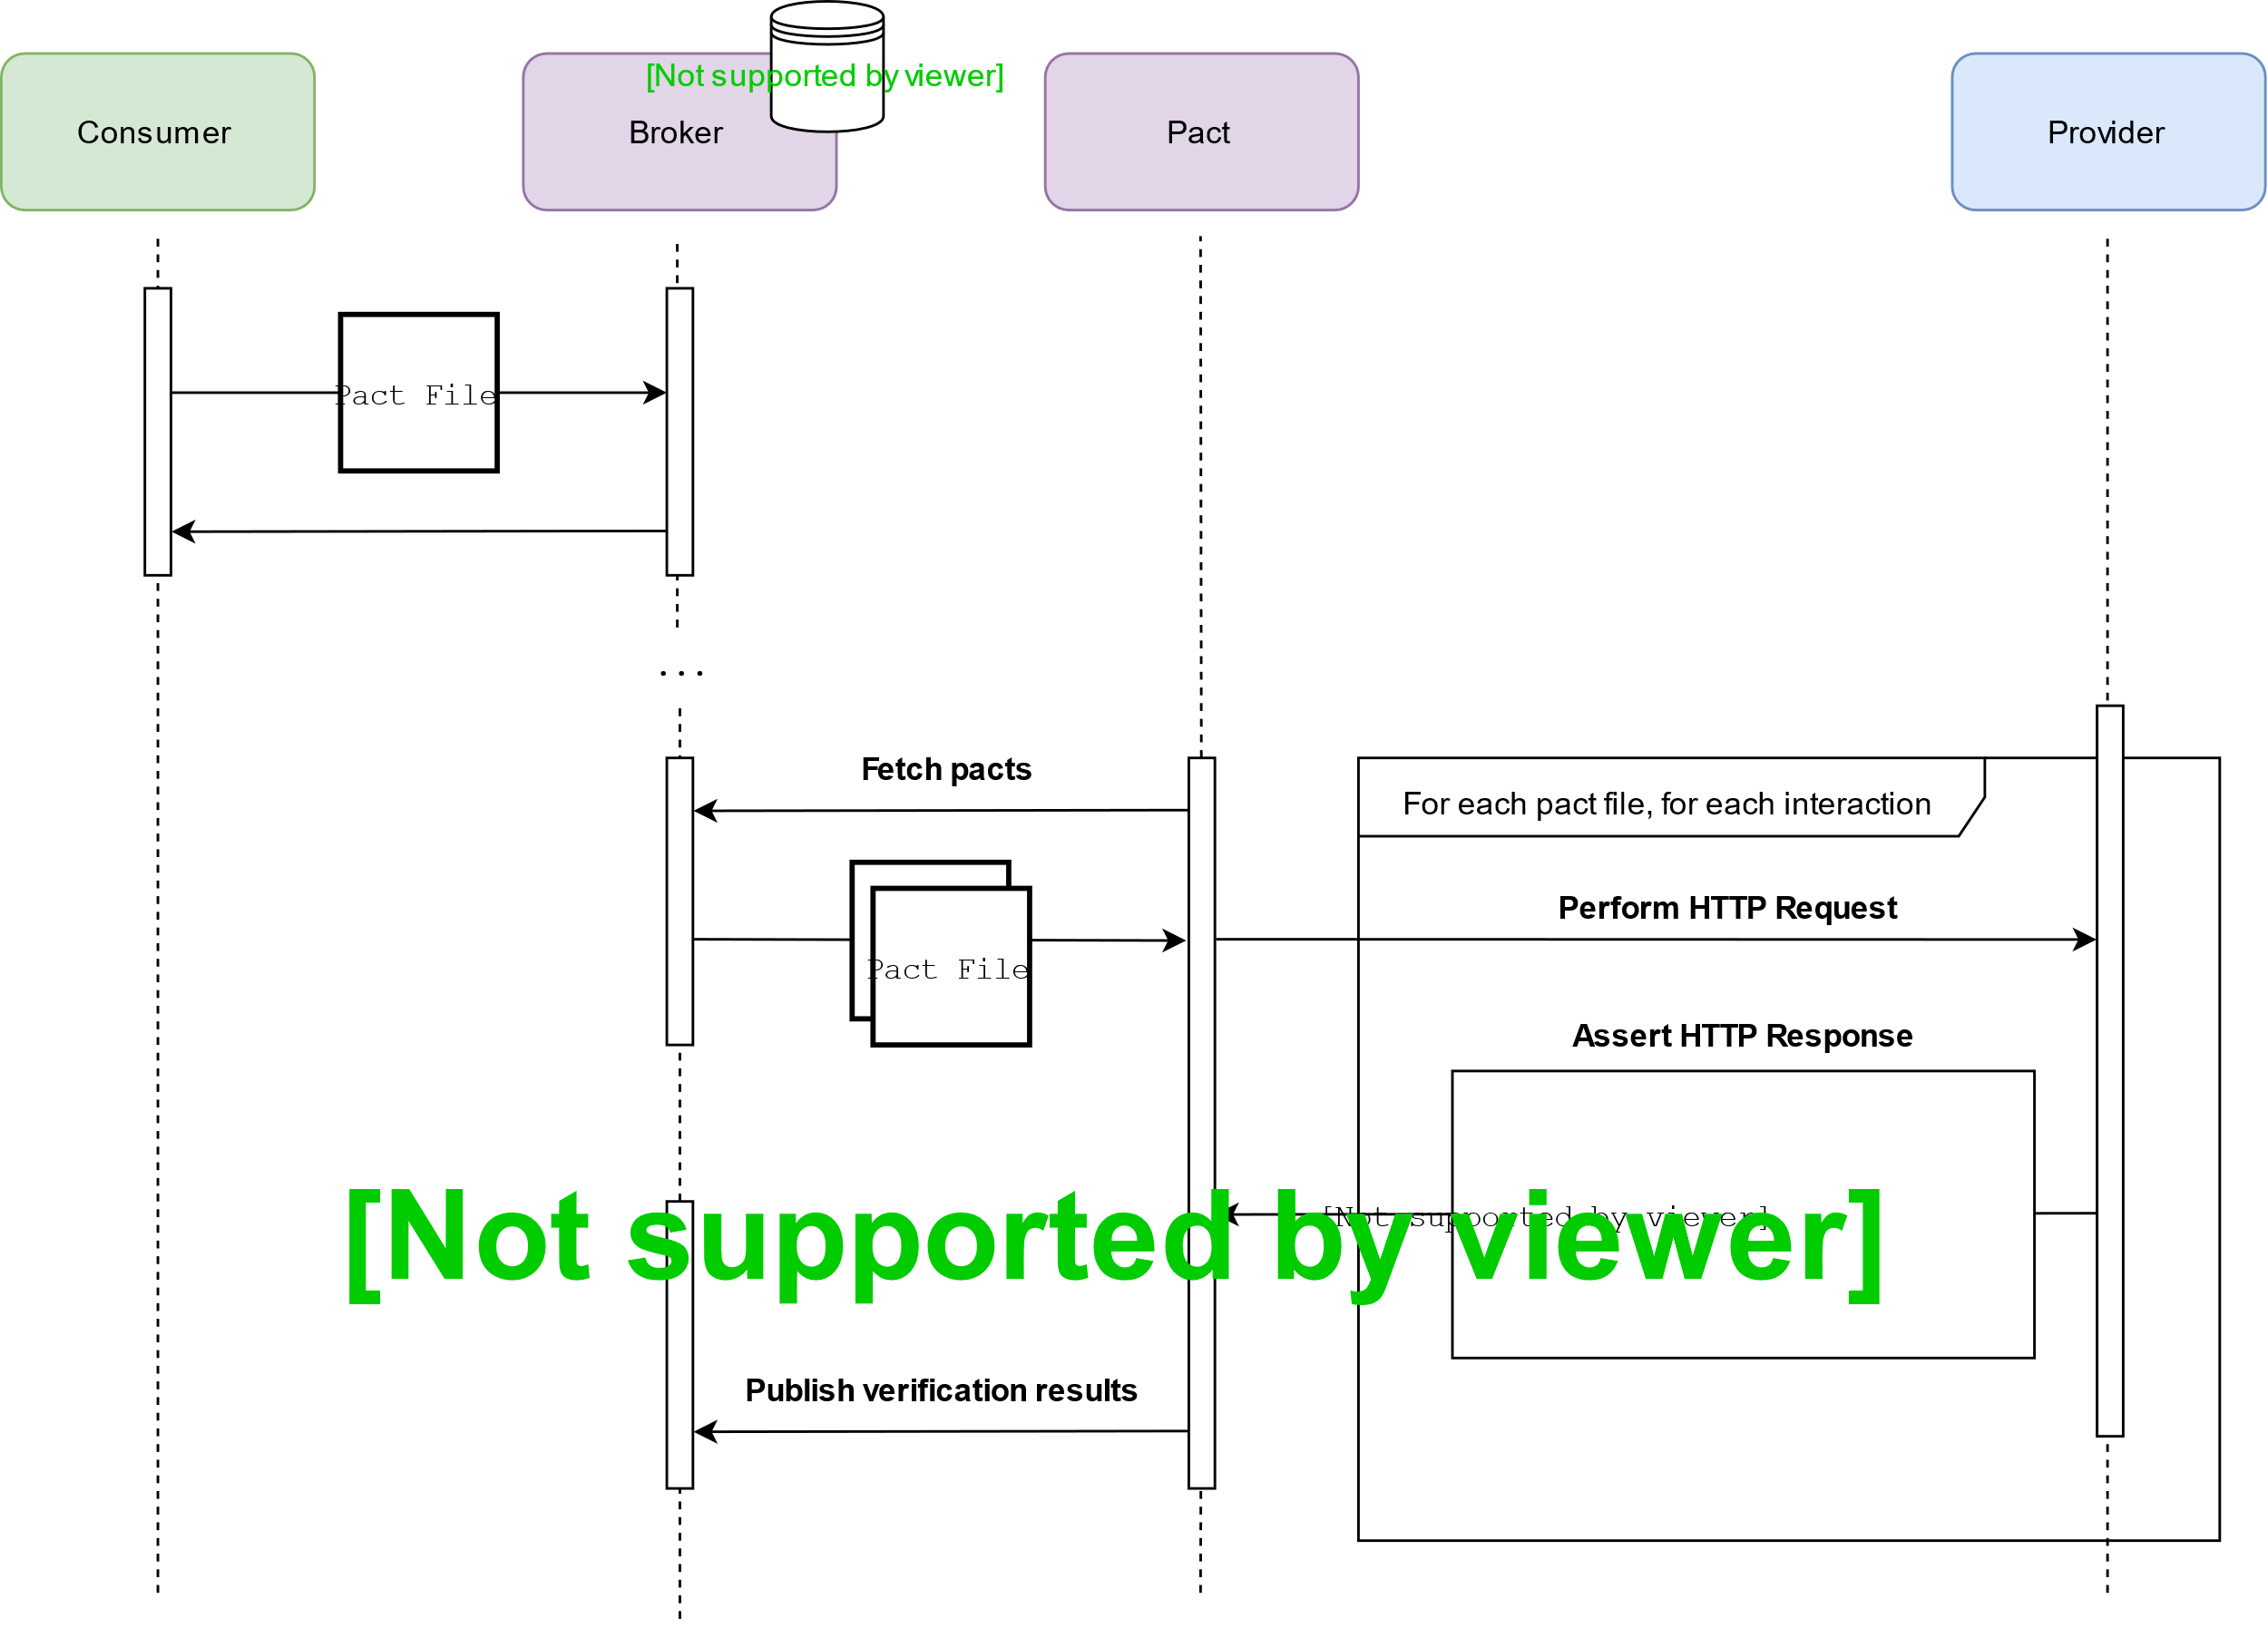 [Not supported by viewer]
Consumer
Broker
Pact
Provider
Pact File
...
Fetch pacts
For each pact file, for each interaction
Perform HTTP Request
Pact File
Assert HTTP Response
[Not supported by viewer]
[Not supported by viewer]
Publish verification results